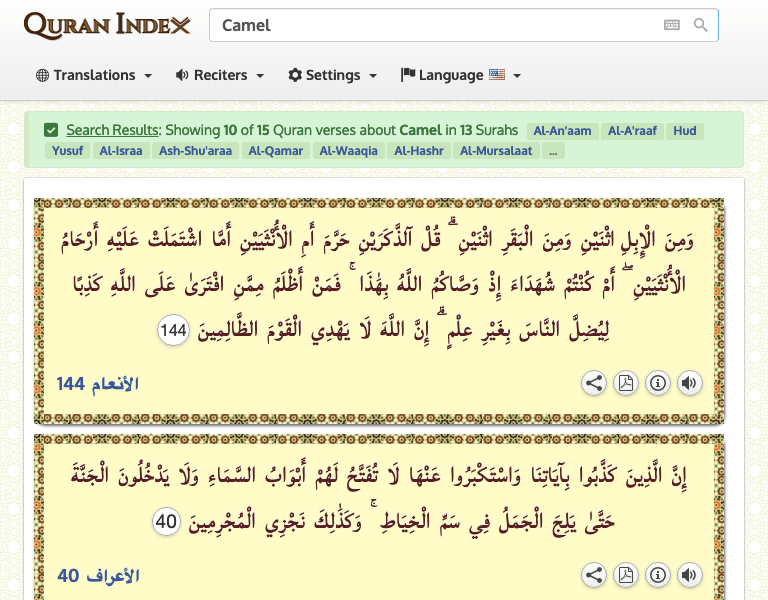 QURAN INDEX
Camel
Translations
Reciters
Settings
Language
Search Results: Showing 10 of 15 Quran verses about Camel in 13 Surahs Al-An'aam Al-A'raaf Hud
Yusuf Al-Israa Ash-Shu'araa Al-Qamar Al-Waaqia Al-Hashr Al-Mursalaat ...
وَمِنَ الْإِبِلِ اثْنَيْنِ وَمِنَ الْبَقَرِ اثْنَيْنِ ۗ قُلْ آلذَّكَرَيْنِ حَرَّمَ أَمِ الْأُنْثَيَيْنِ أَمَّا اشْتَمَلَتْ عَلَيْهِ أَرْحَامُ
الْأُنْثَيَيْنِ ۖ أَمْ كُنْتُمْ شُهَدَاءَ إِذْ وَصَّاكُمُ اللَّهُ بِهَٰذَا ۚ فَمَنْ أَظْلَمُ مِمَّنِ افْتَرَىٰ عَلَى اللَّهِ كَذِبًا
لِيُضِلَّ النَّاسَ بِغَيْرِ عِلْمٍ ۗ إِنَّ اللَّهَ لَا يَهْدِي الْقَوْمَ الظَّالِمِينَ 144
الأنعام 144
إِنَّ الَّذِينَ كَذَّبُوا بِآيَاتِنَا وَاسْتَكْبَرُوا عَنْهَا لَا تُفَتَّحُ لَهُمْ أَبْوَابُ السَّمَاءِ وَلَا يَدْخُلُونَ الْجَنَّةَ
حَتَّىٰ يَلِجَ الْجَمَلُ فِي سَمِّ الْخِيَاطِ ۚ وَكَذَٰلِكَ نَجْزِي الْمُجْرِمِينَ 40
الأعراف 40